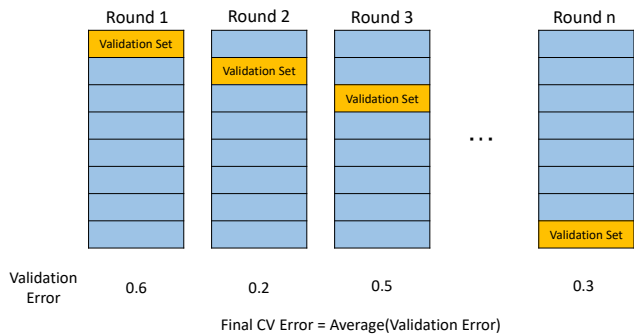 Round 1
Round 2
Round 3
Round n
Validation Set
Validation Set
Validation Set
...
Validation Set
Validation
Error
0.6
0.2
0.5
0.3
Final CV Error = Average(Validation Error)